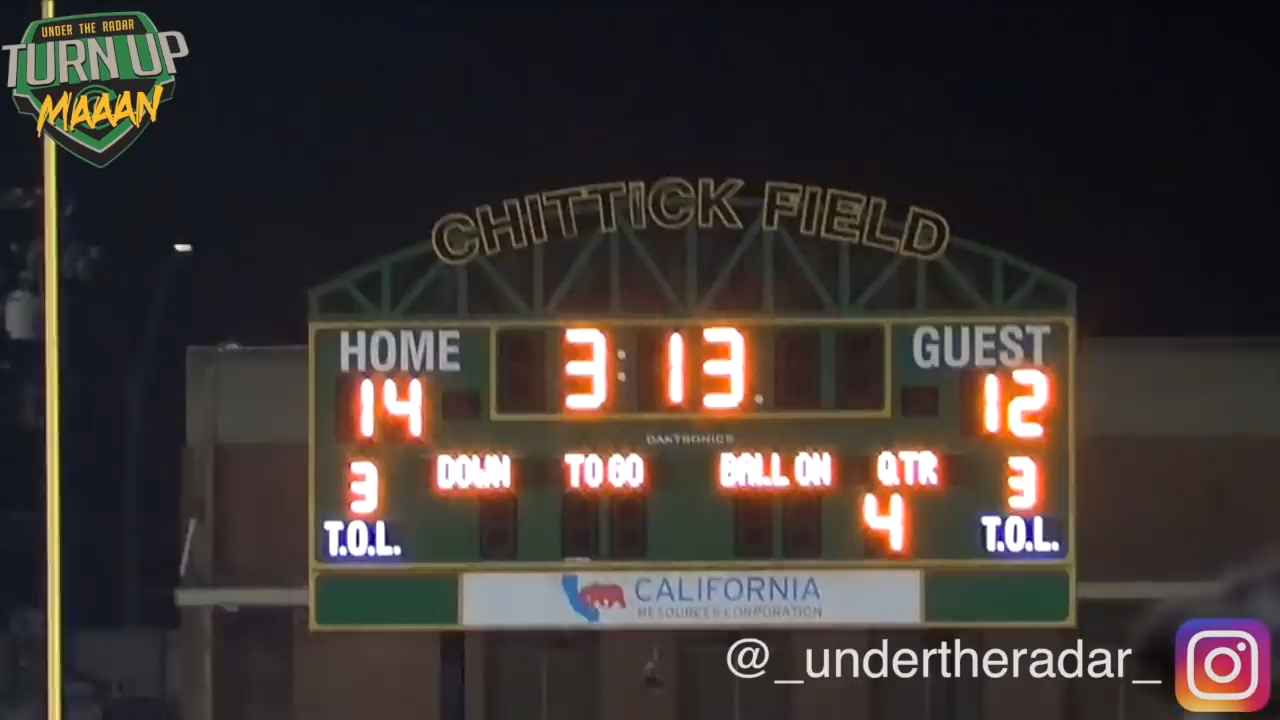 UNDER THE RADAR
TURN UP
MAAAN
CHITTICK FIELD
HOME 3:13 GUEST
14 12
DAKTRONICS
DOWN TO GO BALL ON QTR
3 4 3
T.O.L. T.O.L.
CALIFORNIA
RESOURCES CORPORATION
@_undertheradar_